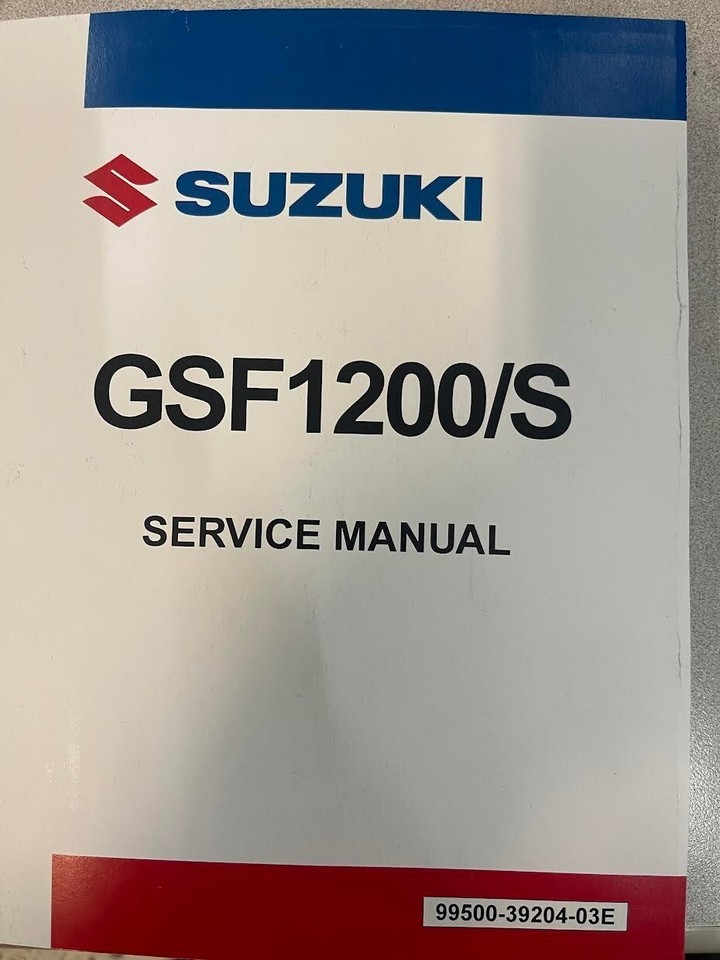 SUZUKI
GSF1200/S
SERVICE MANUAL
99500-39204-03E